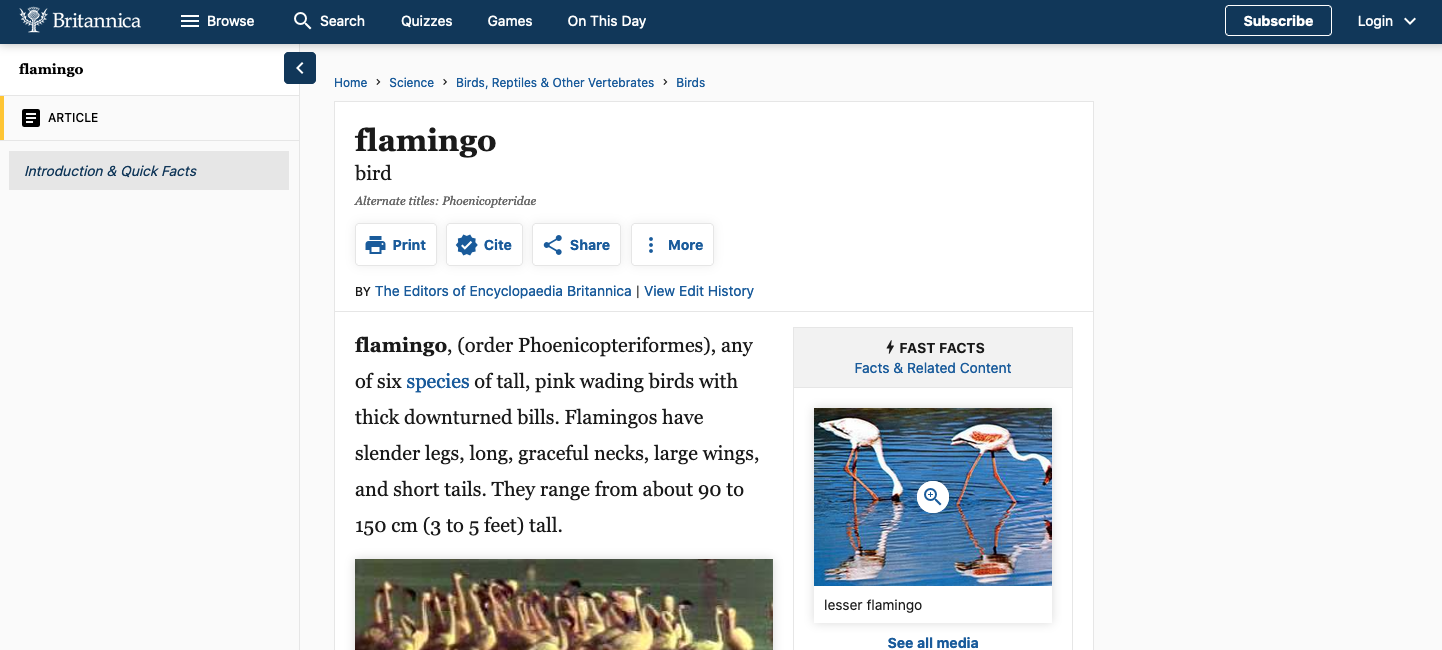 Britannica
Browse
Search
Quizzes
Games
On This Day
Subscribe
Login
flamingo
ARTICLE
Introduction & Quick Facts
Home > Science > Birds, Reptiles & Other Vertebrates > Birds
flamingo
bird
Alternate titles: Phoenicopteridae
Print
Cite
Share
More
BY The Editors of Encyclopaedia Britannica | View Edit History
flamingo, (order Phoenicopteriformes), any
of six species of tall, pink wading birds with
thick downturned bills. Flamingos have
slender legs, long, graceful necks, large wings,
and short tails. They range from about 90 to
150 cm (3 to 5 feet) tall.
FAST FACTS
Facts & Related Content
lesser flamingo
See all media